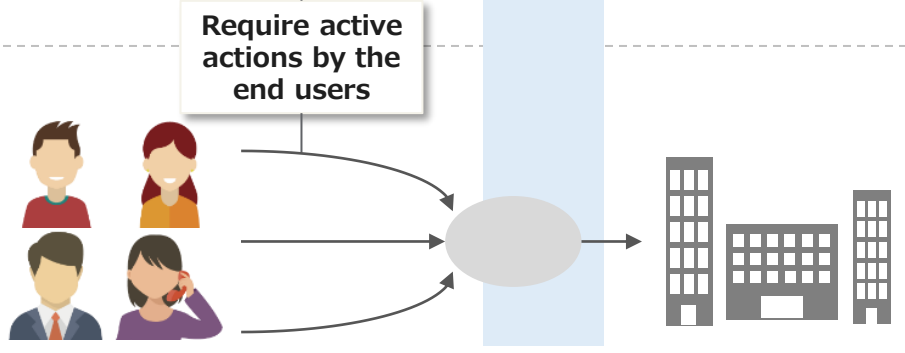 Require active
actions by the
end users